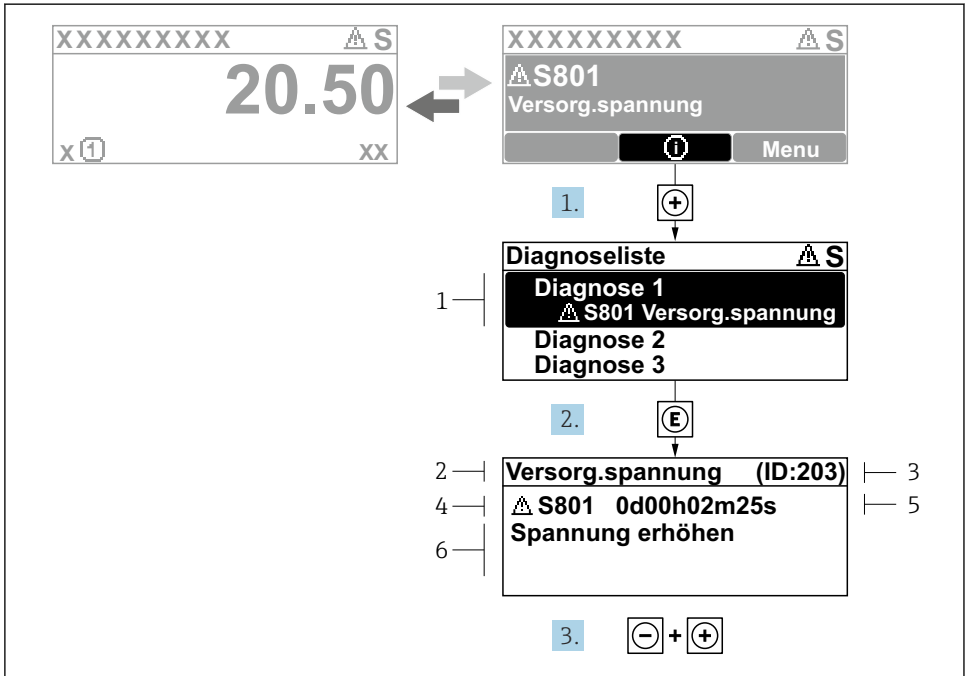 XXXXXXXXX ⚠ S
20.50
x ① XX
XXXXXXXXX ⚠ S
⚠ S801
Versorg.spannung
ⓘ Menu
1. +
Diagnoseliste ⚠ S
1 Diagnose 1
⚠ S801 Versorg.spannung
Diagnose 2
Diagnose 3
2. E
2 Versorg.spannung (ID:203) 3
4 ⚠ S801 0d00h02m25s 5
6 Spannung erhöhen
3. - + +